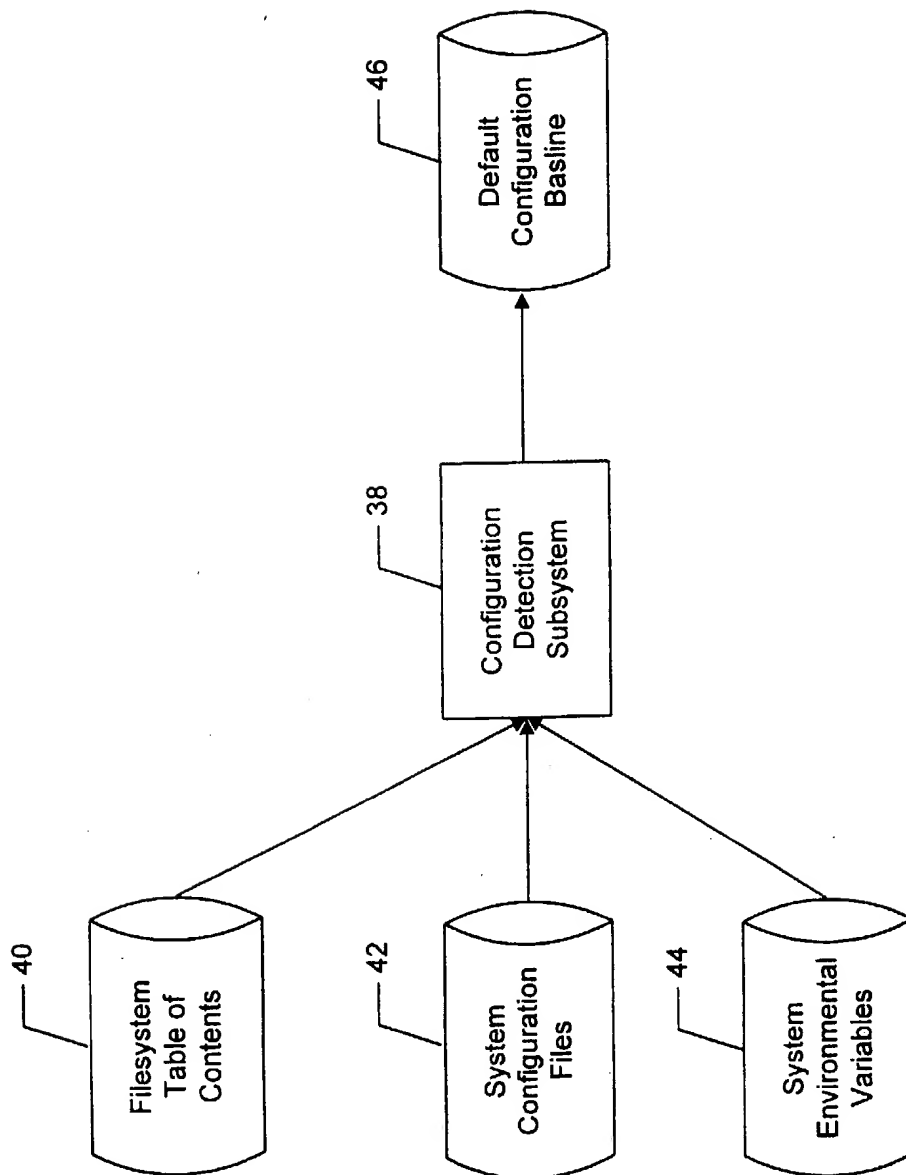 40
Filesystem
Table of
Contents
42
System
Configuration
Files
44
System
Environmental
Variables
38
Configuration
Detection
Subsystem
46
Default
Configuration
Basline